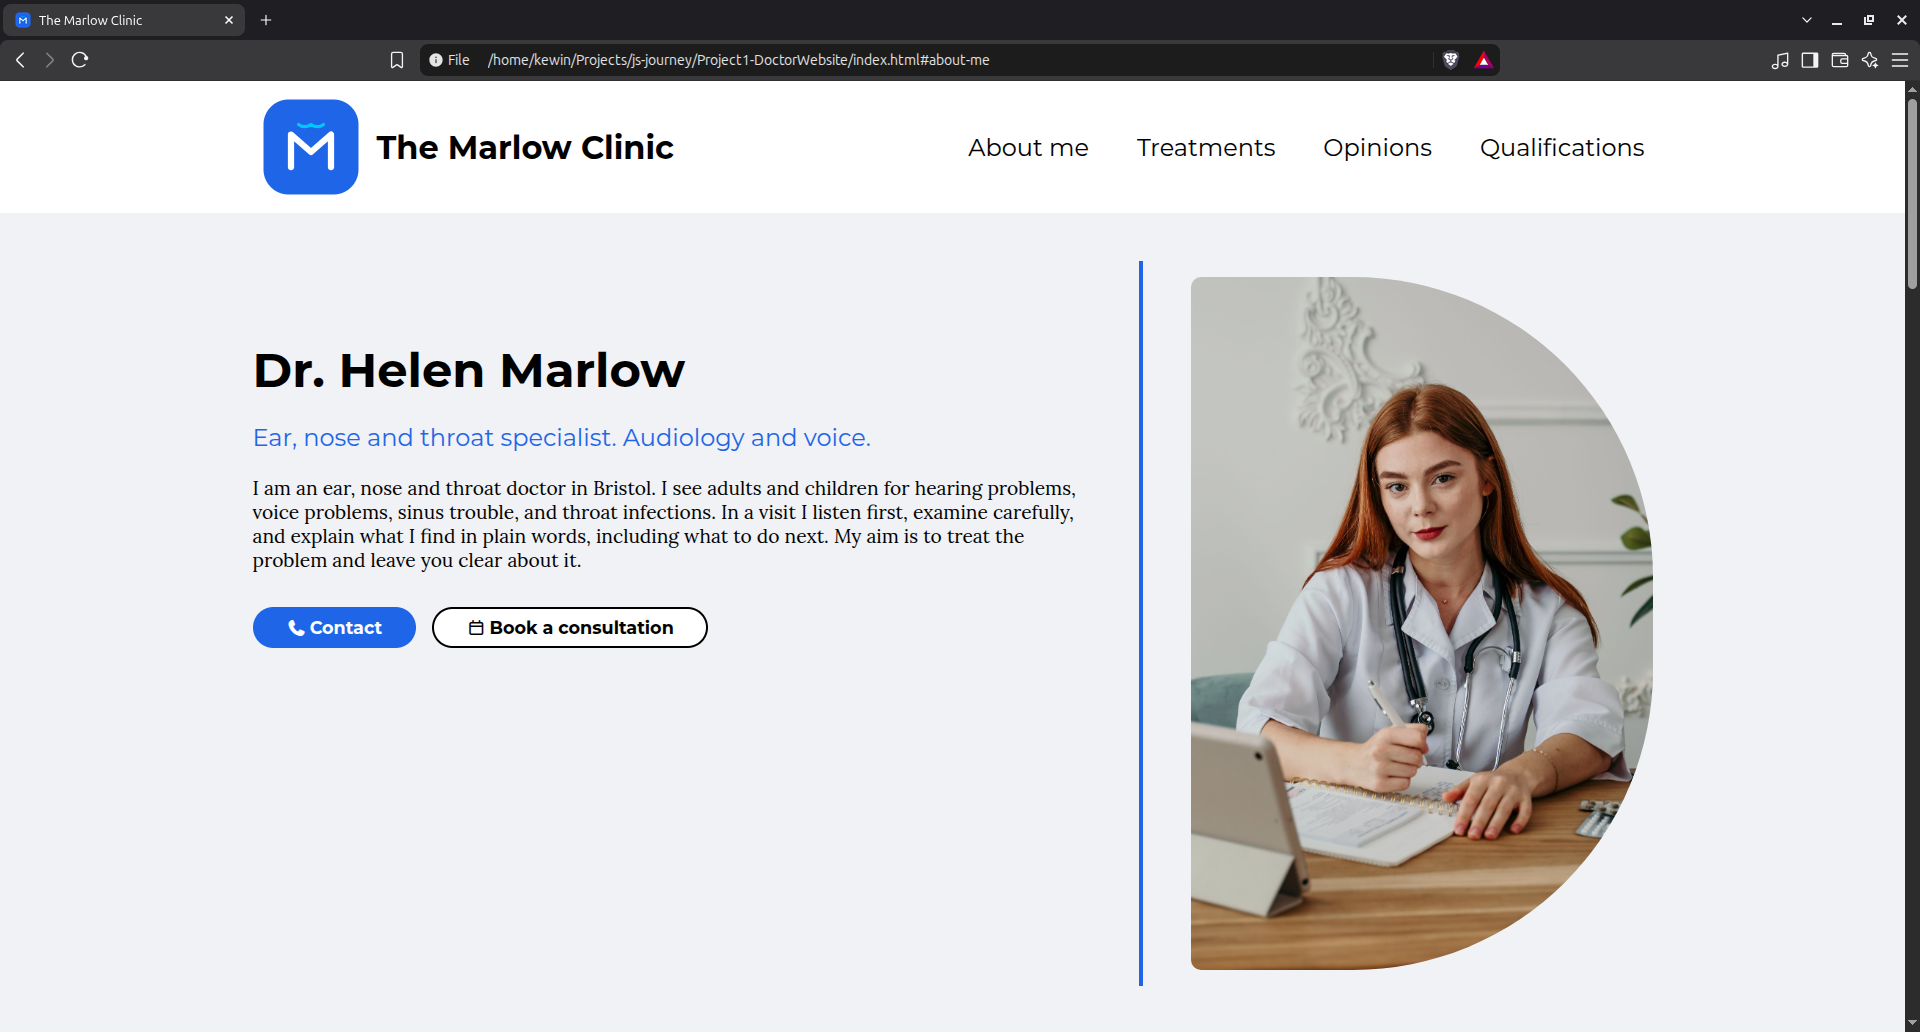 The Marlow Clinic
File /home/kewin/Projects/js-journey/Project1-DoctorWebsite/index.html#about-me
M The Marlow Clinic About me Treatments Opinions Qualifications
Dr. Helen Marlow
Ear, nose and throat specialist. Audiology and voice.
I am an ear, nose and throat doctor in Bristol. I see adults and children for hearing problems,
voice problems, sinus trouble, and throat infections. In a visit I listen first, examine carefully,
and explain what I find in plain words, including what to do next. My aim is to treat the
problem and leave you clear about it.
Contact Book a consultation